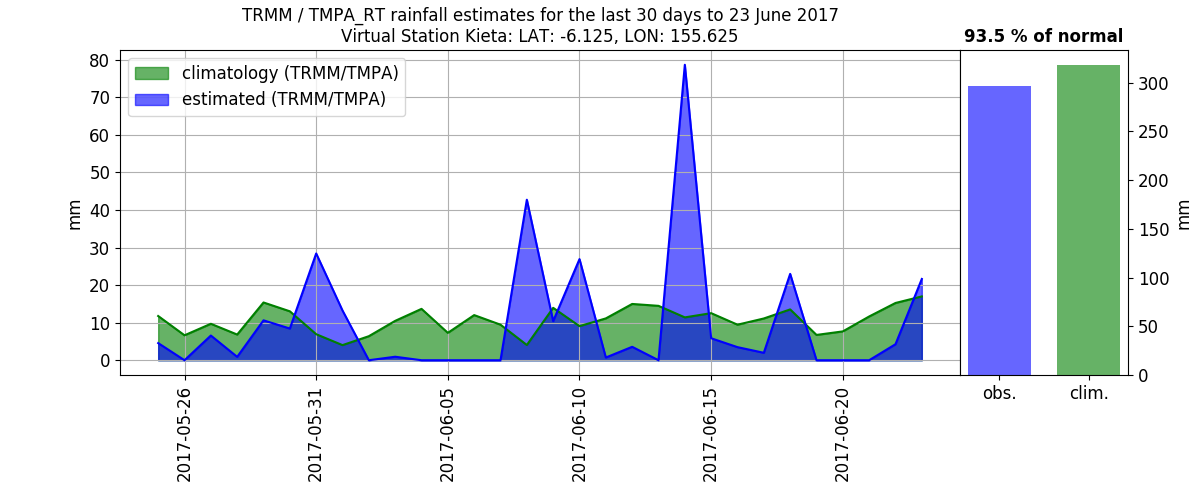 TRMM / TMPA_RT rainfall estimates for the last 30 days to 23 June 2017
Virtual Station Kieta: LAT: -6.125, LON: 155.625
93.5 % of normal
climatology (TRMM/TMPA)
estimated (TRMM/TMPA)
mm
80
70
60
50
40
30
20
10
0
2017-05-26
2017-05-31
2017-06-05
2017-06-10
2017-06-15
2017-06-20
300
250
200
150
100
50
0
mm
obs.
clim.